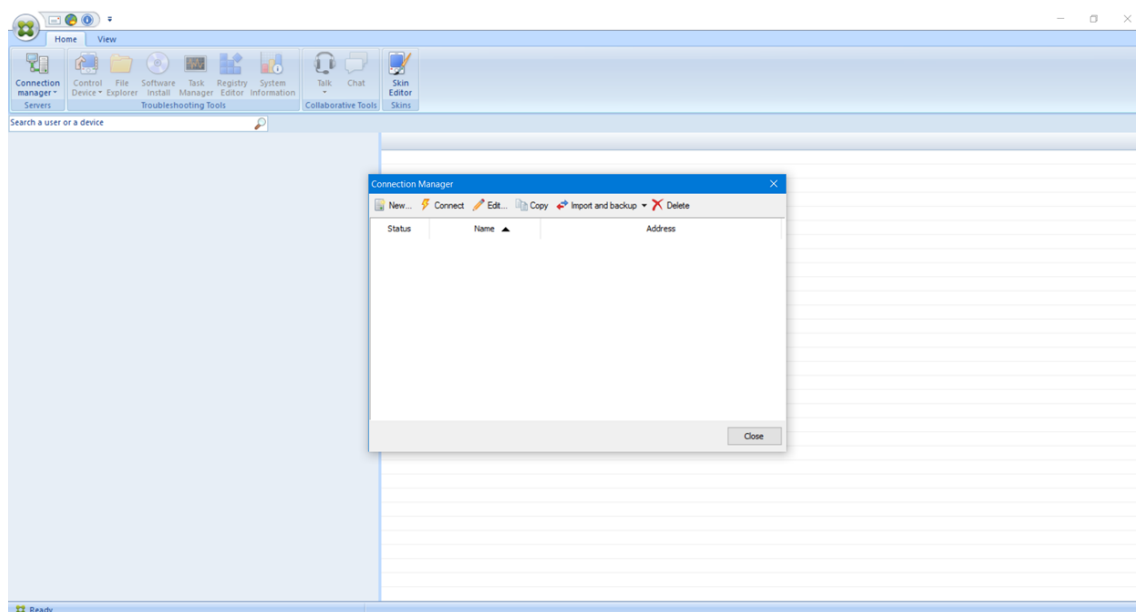 Home View
Connection manager
Control Device
File Explorer
Software Install
Task Manager
Registry Editor
System Information
Talk
Chat
Skin Editor
Servers
Troubleshooting Tools
Collaborative Tools
Skins
Search a user or a device
Connection Manager
New... Connect Edit... Copy Import and backup Delete
Status Name Address
Close
Ready